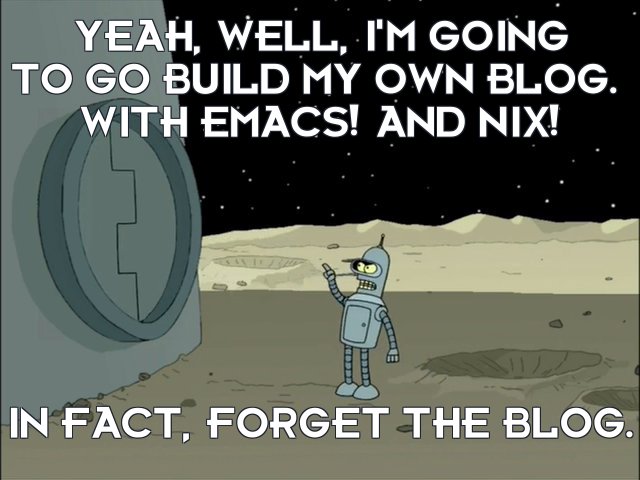 YEAH, WELL, I'M GOING
TO GO BUILD MY OWN BLOG.
WITH EMACS! AND NIX!
IN FACT, FORGET THE BLOG.